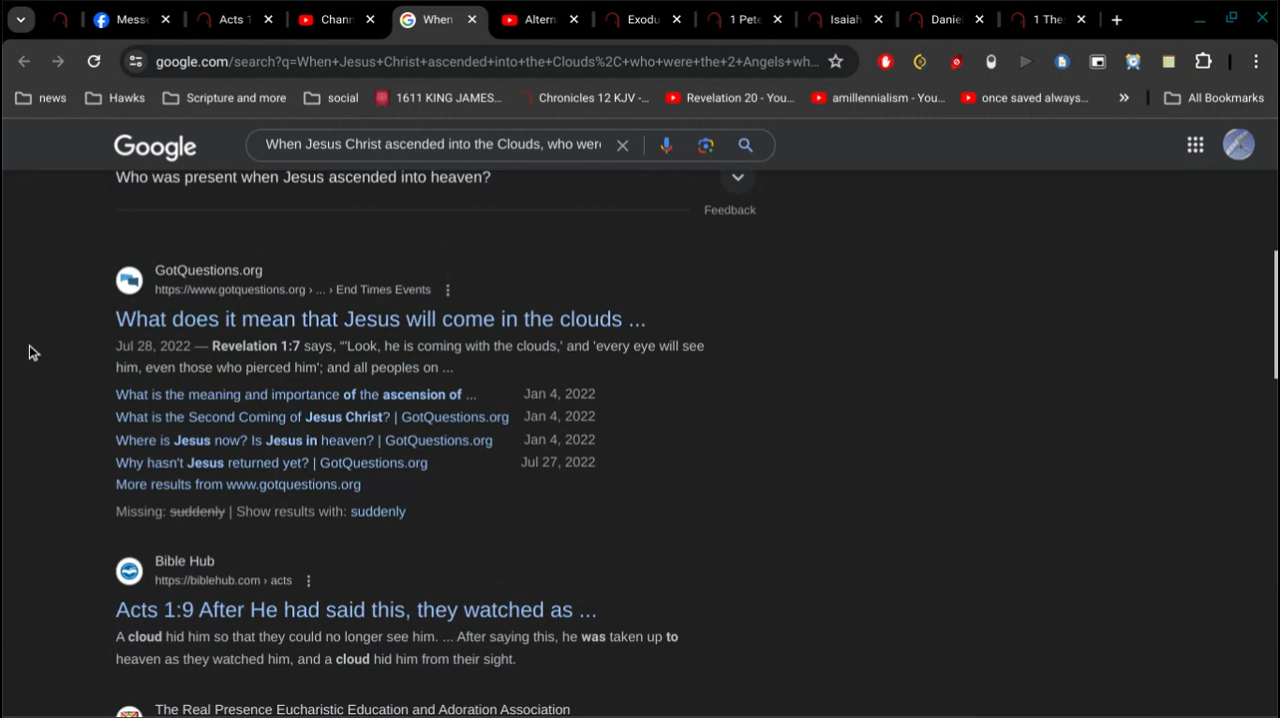 Messe
Acts 1
Chann
When
Altern
Exodu
1 Pete
Isaiah
Daniel
1 The
google.com/search?q=When+Jesus+Christ+ascended+into+the+Clouds%2C+who+were+the+2+Angels+wh...
news
Hawks
Scripture and more
social
1611 KING JAMES...
Chronicles 12 KJV -...
Revelation 20 - You...
amillennialism - You...
once saved always...
»
All Bookmarks
Google
When Jesus Christ ascended into the Clouds, who were
Who was present when Jesus ascended into heaven?
Feedback
GotQuestions.org
https://www.gotquestions.org › ... › End Times Events
What does it mean that Jesus will come in the clouds ...
Jul 28, 2022 — Revelation 1:7 says, "'Look, he is coming with the clouds,' and 'every eye will see
him, even those who pierced him'; and all peoples on ...
What is the meaning and importance of the ascension of ... Jan 4, 2022
What is the Second Coming of Jesus Christ? | GotQuestions.org Jan 4, 2022
Where is Jesus now? Is Jesus in heaven? | GotQuestions.org Jan 4, 2022
Why hasn't Jesus returned yet? | GotQuestions.org Jul 27, 2022
More results from www.gotquestions.org
Missing: suddenly | Show results with: suddenly
Bible Hub
https://biblehub.com › acts
Acts 1:9 After He had said this, they watched as ...
A cloud hid him so that they could no longer see him. ... After saying this, he was taken up to
heaven as they watched him, and a cloud hid him from their sight.
The Real Presence Eucharistic Education and Adoration Association